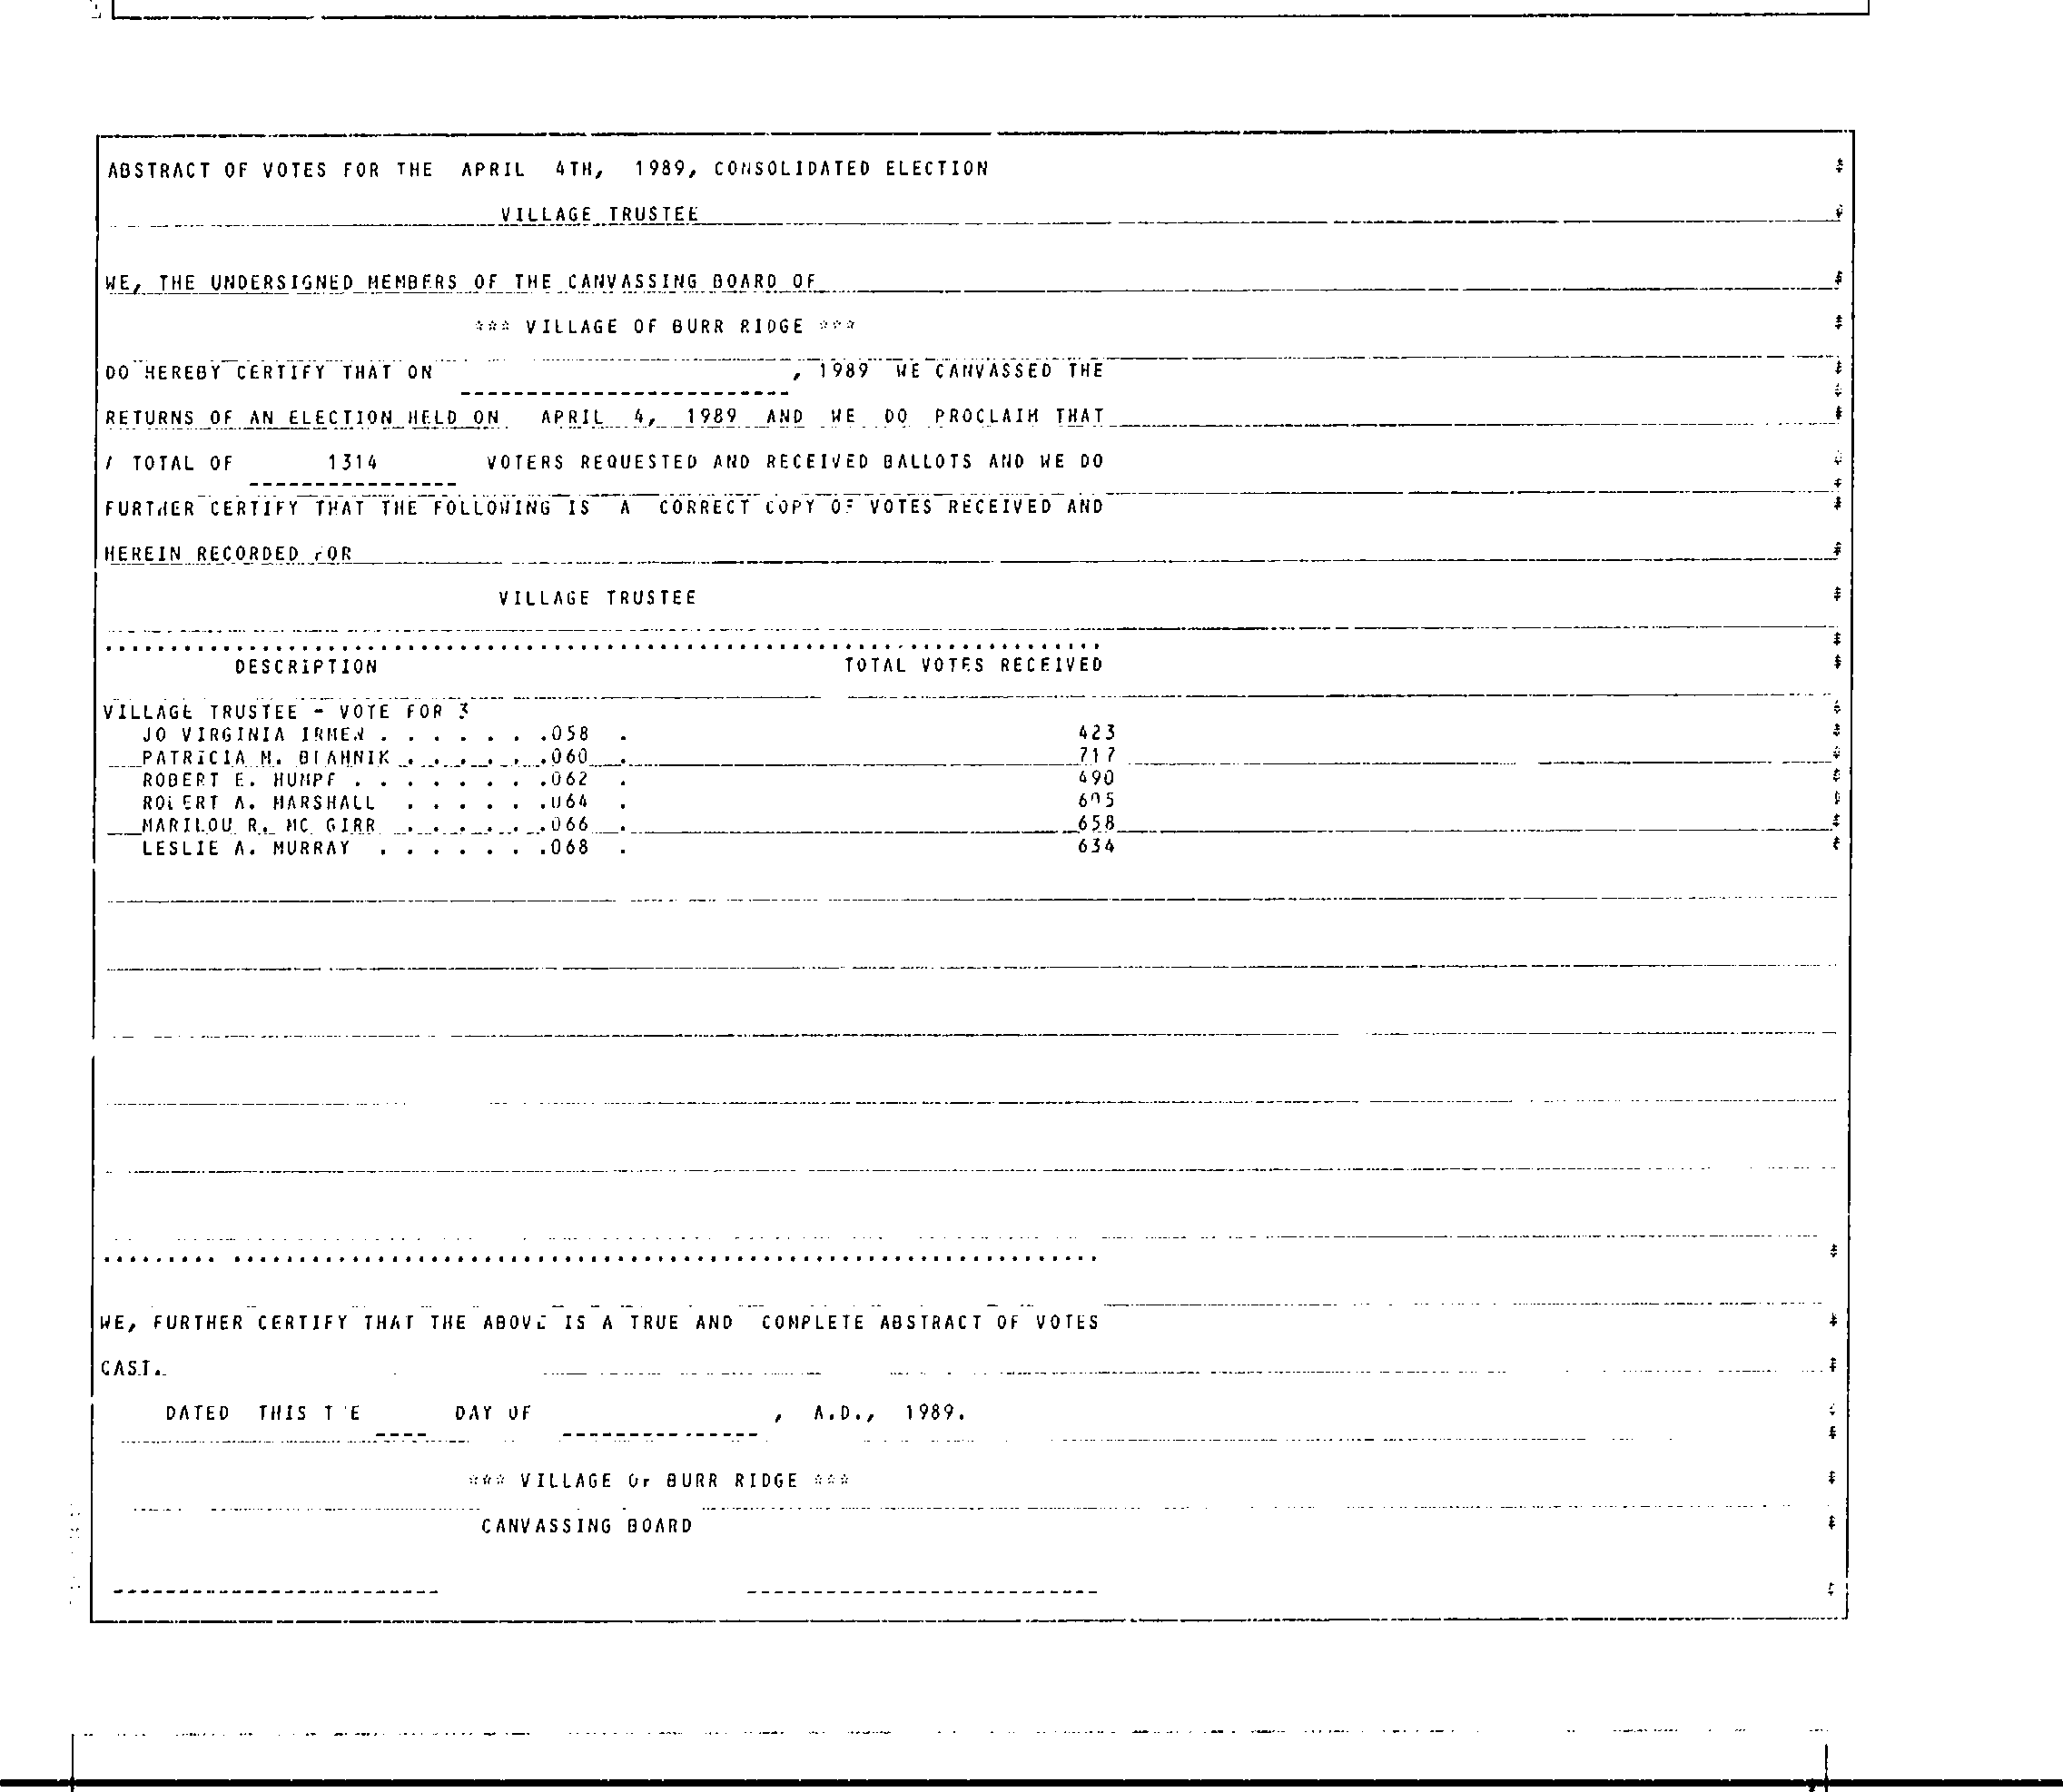 ABSTRACT OF VOTES FOR THE APRIL 4TH, 1989, CONSOLIDATED ELECTION
VILLAGE TRUSTEE
WE, THE UNDERSIGNED MEMBERS OF THE CANVASSING BOARD OF
*** VILLAGE OF BURR RIDGE ***
DO HEREBY CERTIFY THAT ON , 1989 WE CANVASSED THE
RETURNS OF AN ELECTION HELD ON APRIL 4, 1989 AND WE DO PROCLAIM THAT
TOTAL OF 1314 VOTERS REQUESTED AND RECEIVED BALLOTS AND WE DO
FURTHER CERTIFY THAT THE FOLLOWING IS A CORRECT COPY OF VOTES RECEIVED AND
HEREIN RECORDED FOR
VILLAGE TRUSTEE
DESCRIPTION TOTAL VOTES RECEIVED
VILLAGE TRUSTEE - VOTE FOR 3
JO VIRGINIA IRMEN . . . . . . .058 . 423
PATRICIA M. BLAHNIK . . . . . .060 . 717
ROBERT E. HUMPF . . . . . . . .062 . 490
ROBERT A. MARSHALL . . . . . .064 .
MARILOU R. MC GIRR . . . . . .066 . 658
LESLIE A. MURRAY . . . . . . .068 . 634
WE, FURTHER CERTIFY THAT THE ABOVE IS A TRUE AND COMPLETE ABSTRACT OF VOTES
CAST.
DATED THIS THE DAY OF , A.D., 1989.
*** VILLAGE OF BURR RIDGE ***
CANVASSING BOARD